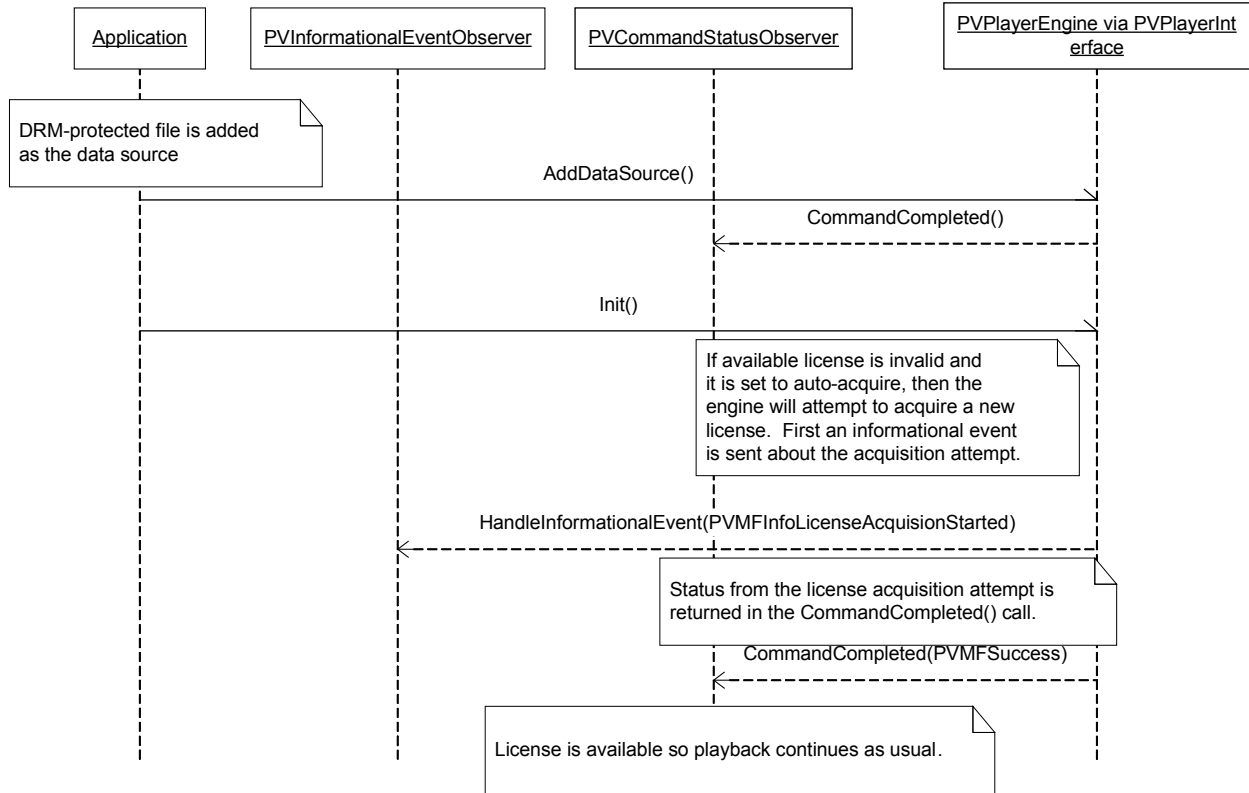 Application
PVInformationalEventObserver
PVCommandStatusObserver
PVPlayerEngine via PVPlayerInt
erface
DRM-protected file is added
as the data source
AddDataSource()
CommandCompleted()
Init()
If available license is invalid and
it is set to auto-acquire, then the
engine will attempt to acquire a new
license.  First an informational event
is sent about the acquisition attempt.
HandleInformationalEvent(PVMFInfoLicenseAcquisionStarted)
Status from the license acquisition attempt is
returned in the CommandCompleted() call.
CommandCompleted(PVMFSuccess)
License is available so playback continues as usual.